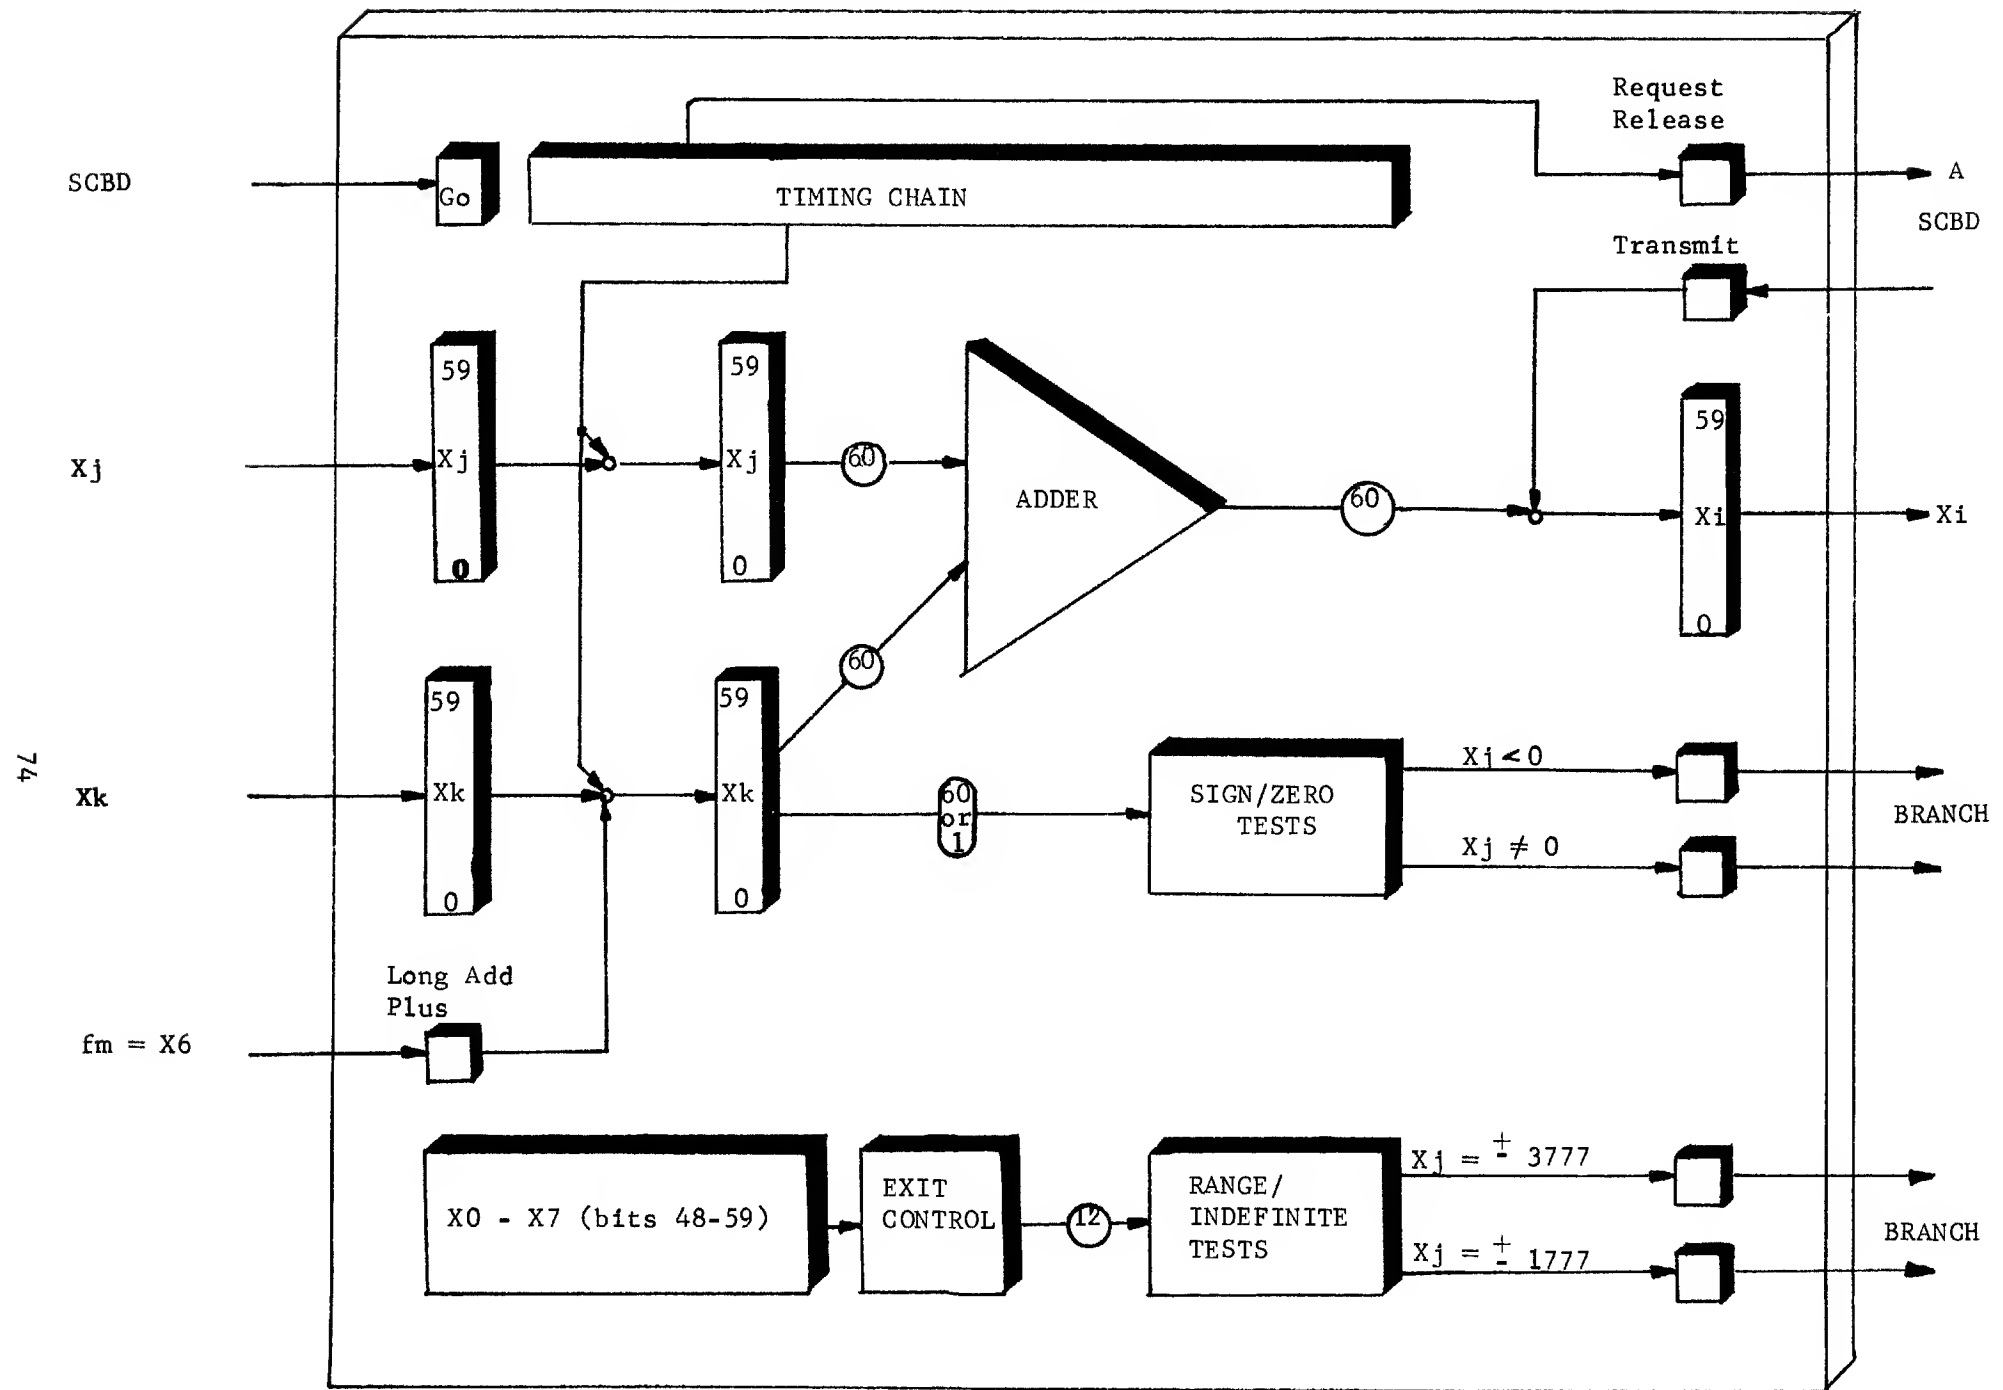 Request
Release
SCBD
Go
TIMING CHAIN
A
SCBD
Transmit
59
Xj
0
59
Xj
0
60
ADDER
60
59
Xi
0
Xj
Xi
60
59
Xk
0
59
Xk
0
Xk
60
or
1
SIGN/ZERO
TESTS
Xj < 0
Xj ≠ 0
BRANCH
74
Long Add
Plus
fm = X6
X0 - X7 (bits 48-59)
EXIT
CONTROL
12
RANGE/
INDEFINITE
TESTS
Xj = ± 3777
Xj = ± 1777
BRANCH